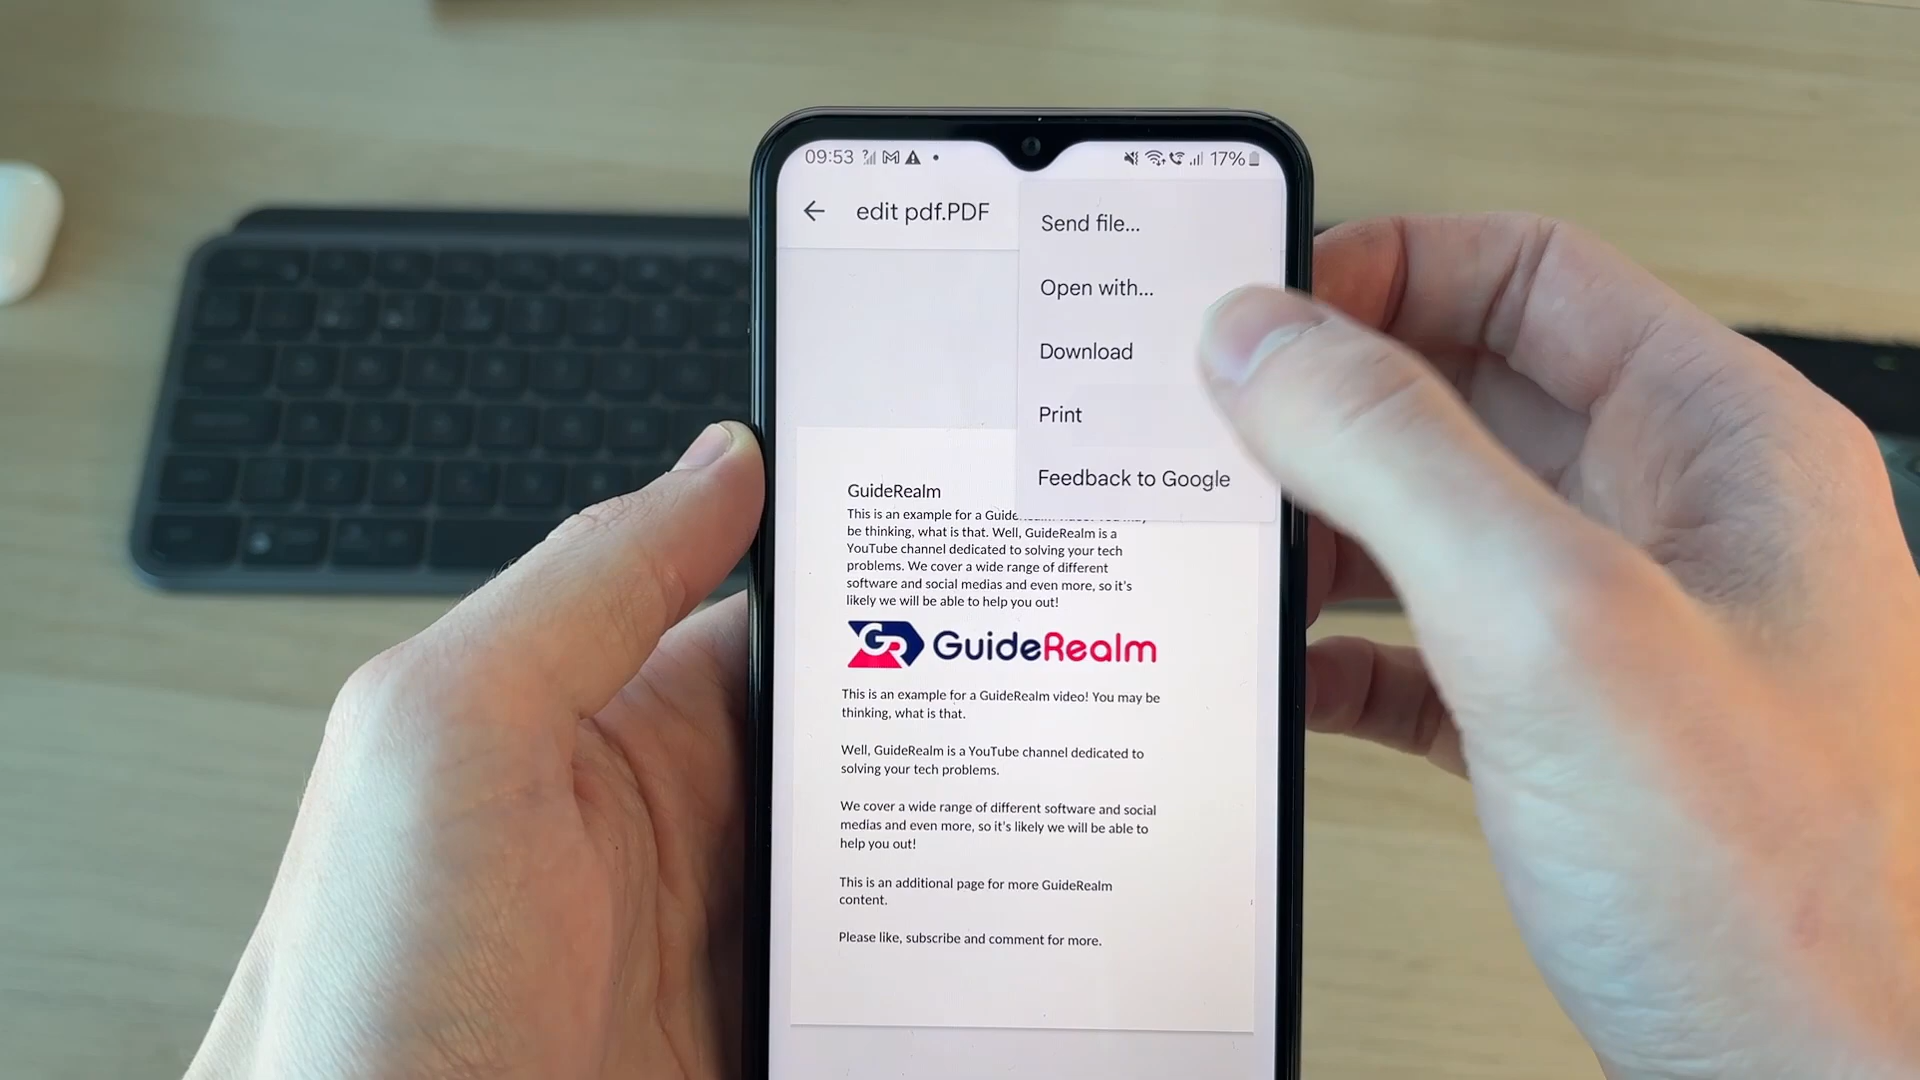 09:53
17%
edit pdf.PDF
Send file...
Open with...
Download
Print
Feedback to Google
GuideRealm
This is an example for a Guide
be thinking, what is that. Well, GuideRealm is a
YouTube channel dedicated to solving your tech
problems. We cover a wide range of different
software and social medias and even more, so it's
likely we will be able to help you out!
GR GuideRealm
This is an example for a GuideRealm video! You may be
thinking, what is that.
Well, GuideRealm is a YouTube channel dedicated to
solving your tech problems.
We cover a wide range of different software and social
medias and even more, so it's likely we will be able to
help you out!
This is an additional page for more GuideRealm
content.
Please like, subscribe and comment for more.